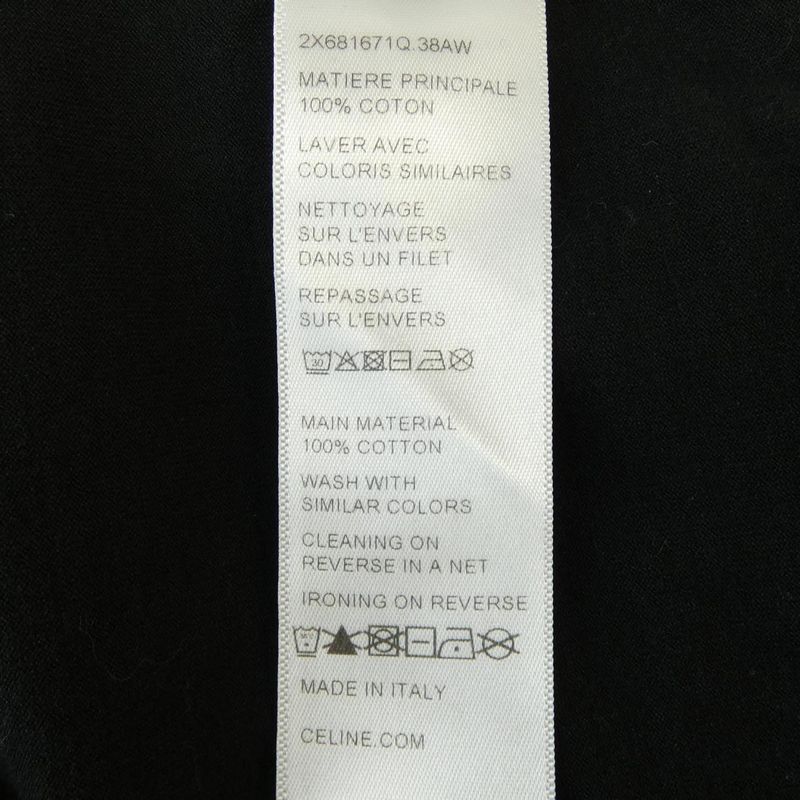 2X681671Q.38AW
MATIERE PRINCIPALE
100% COTON
LAVER AVEC
COLORIS SIMILAIRES
NETTOYAGE
SUR L'ENVERS
DANS UN FILET
REPASSAGE
SUR L'ENVERS
30
MAIN MATERIAL
100% COTTON
WASH WITH
SIMILAR COLORS
CLEANING ON
REVERSE IN A NET
IRONING ON REVERSE
MADE IN ITALY
CELINE.COM